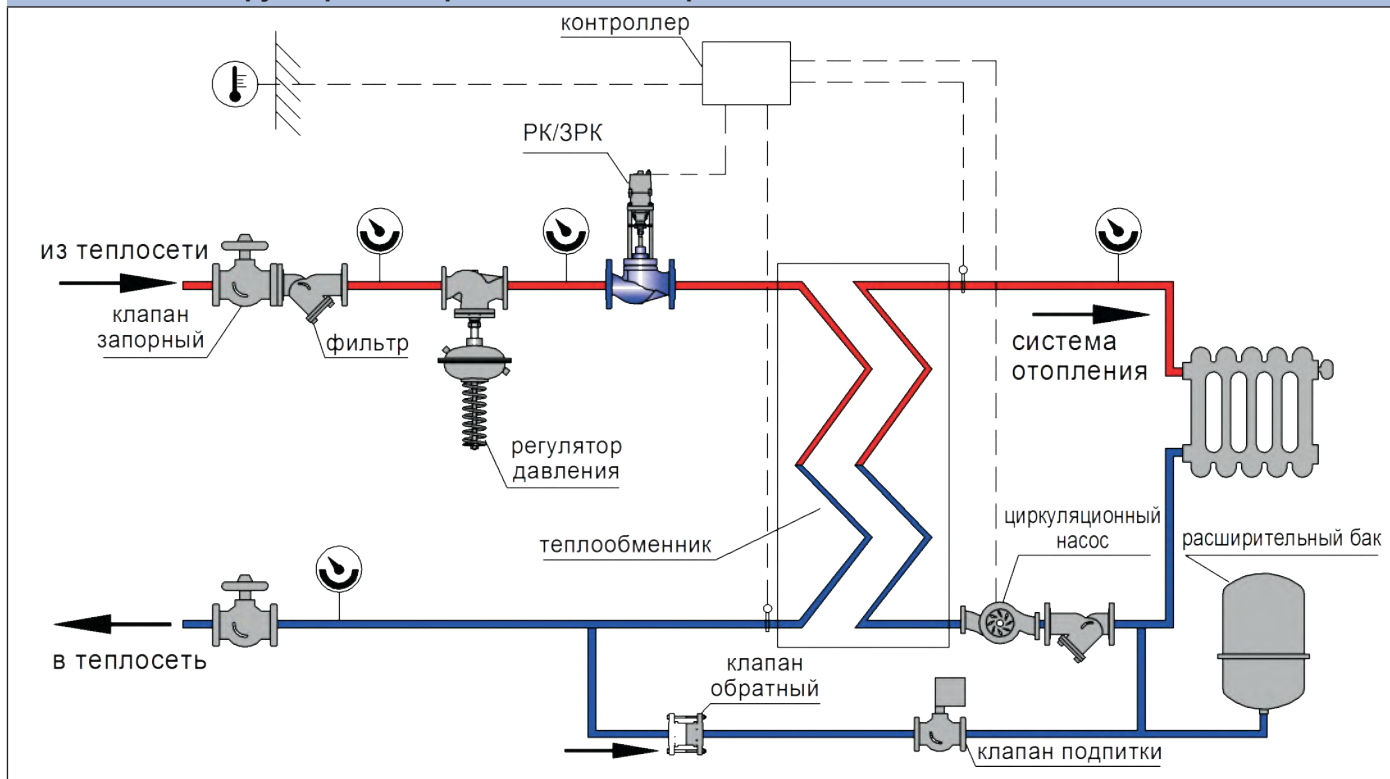 контроллер
РК/ЗРК
из теплосети
клапан
запорный
фильтр
регулятор
давления
система
отопления
теплообменник
циркуляционный
насос
расширительный бак
в теплосеть
клапан
обратный
клапан подпитки